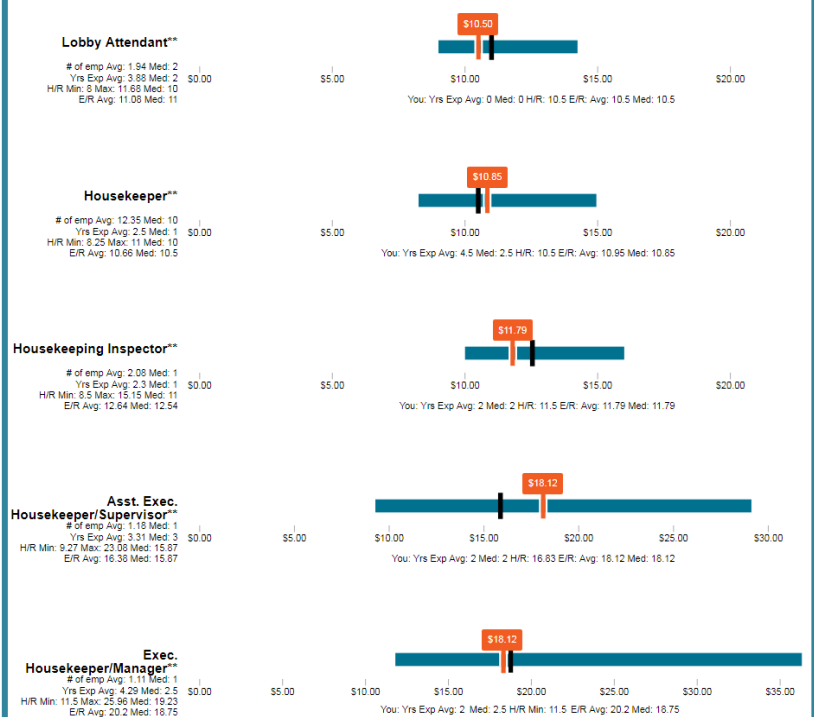 $10.50
Lobby Attendant**
# of emp Avg: 1.94 Med: 2
Yrs Exp Avg: 3.88 Med: 2
H/R Min: 8 Max: 11.68 Med: 10
E/R Avg: 11.08 Med: 11
$0.00 $5.00 $10.00 $15.00 $20.00
You: Yrs Exp Avg: 0 Med: 0 H/R: 10.5 E/R: Avg: 10.5 Med: 10.5
$10.85
Housekeeper**
# of emp Avg: 12.35 Med: 10
Yrs Exp Avg: 2.5 Med: 1
H/R Min: 8.25 Max: 11 Med: 10
E/R Avg: 10.66 Med: 10.5
$0.00 $5.00 $10.00 $15.00 $20.00
You: Yrs Exp Avg: 4.5 Med: 2.5 H/R: 10.5 E/R: Avg: 10.95 Med: 10.85
$11.79
Housekeeping Inspector**
# of emp Avg: 2.08 Med: 1
Yrs Exp Avg: 2.3 Med: 1
H/R Min: 8.5 Max: 15.15 Med: 11
E/R Avg: 12.64 Med: 12.54
$0.00 $5.00 $10.00 $15.00 $20.00
You: Yrs Exp Avg: 2 Med: 2 H/R: 11.5 E/R: Avg: 11.79 Med: 11.79
$18.12
Asst. Exec.
Housekeeper/Supervisor**
# of emp Avg: 1.18 Med: 1
Yrs Exp Avg: 3.31 Med: 3
H/R Min: 9.27 Max: 23.08 Med: 15.87
E/R Avg: 16.38 Med: 15.87
$0.00 $5.00 $10.00 $15.00 $20.00 $25.00 $30.00
You: Yrs Exp Avg: 2 Med: 2 H/R: 16.83 E/R: Avg: 18.12 Med: 18.12
$18.12
Exec.
Housekeeper/Manager**
# of emp Avg: 1.11 Med: 1
Yrs Exp Avg: 4.29 Med: 2.5
H/R Min: 11.5 Max: 25.96 Med: 19.23
E/R Avg: 20.2 Med: 18.75
$0.00 $5.00 $10.00 $15.00 $20.00 $25.00 $30.00 $35.00
You: Yrs Exp Avg: 2 Med: 2.5 H/R Min: 11.5 E/R Avg: 20.2 Med: 18.75